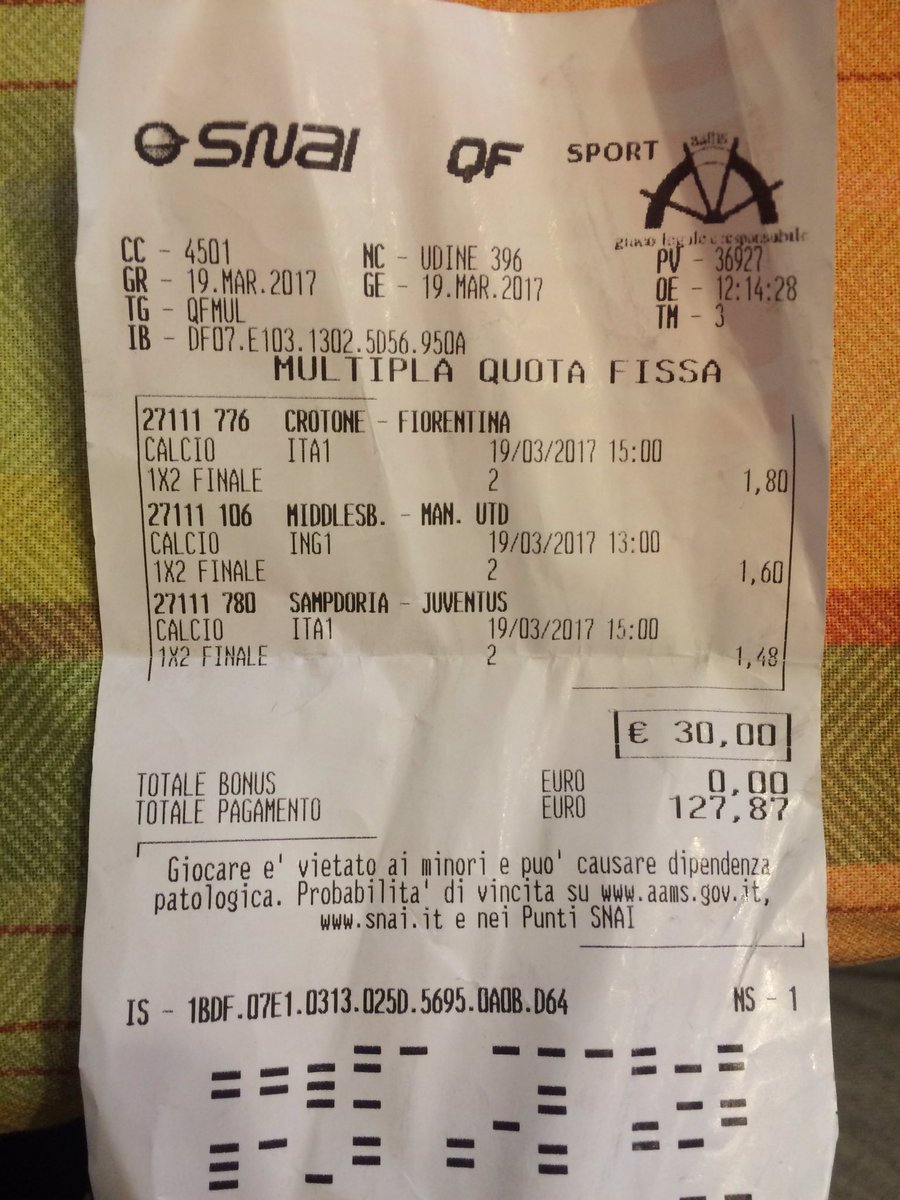 SNAI QF SPORT aams
gioco legale e responsabile
CC - 4501 NC - UDINE 396 PV - 36927
GR - 19.MAR.2017 GE - 19.MAR.2017 OE - 12:14:28
TG - QFMUL TM - 3
IB - DF07.E103.1302.5D56.950A
MULTIPLA QUOTA FISSA
27111 776 CROTONE - FIORENTINA
CALCIO ITA1 19/03/2017 15:00
1X2 FINALE 2 1,80
27111 106 MIDDLESB. - MAN. UTD
CALCIO ING1 19/03/2017 13:00
1X2 FINALE 2 1,60
27111 780 SAMPDORIA - JUVENTUS
CALCIO ITA1 19/03/2017 15:00
1X2 FINALE 2 1,48
€ 30,00
TOTALE BONUS EURO 0,00
TOTALE PAGAMENTO EURO 127,87
Giocare e' vietato ai minori e puo' causare dipendenza
patologica. Probabilita' di vincita su www.aams.gov.it,
www.snai.it e nei Punti SNAI
IS - 1BDF.07E1.0313.025D.5695.0A0B.D64 NS - 1